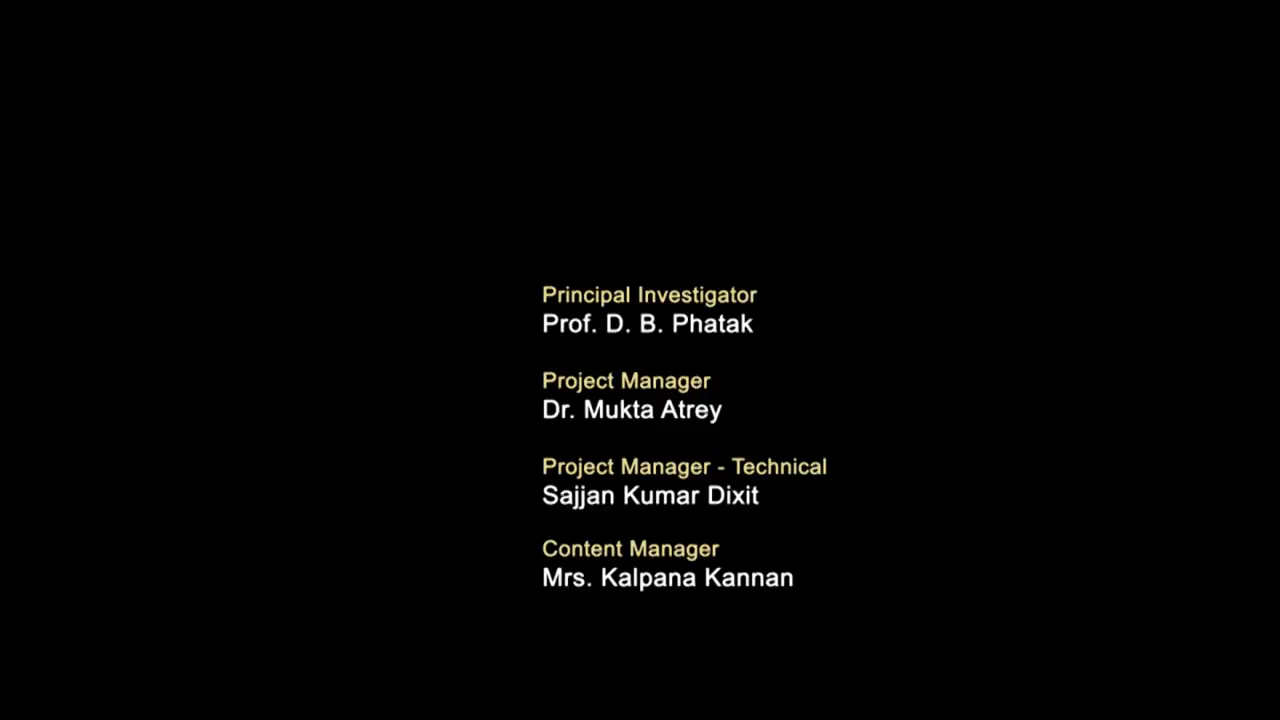 Principal Investigator
Prof. D. B. Phatak
Project Manager
Dr. Mukta Atrey
Project Manager - Technical
Sajjan Kumar Dixit
Content Manager
Mrs. Kalpana Kannan